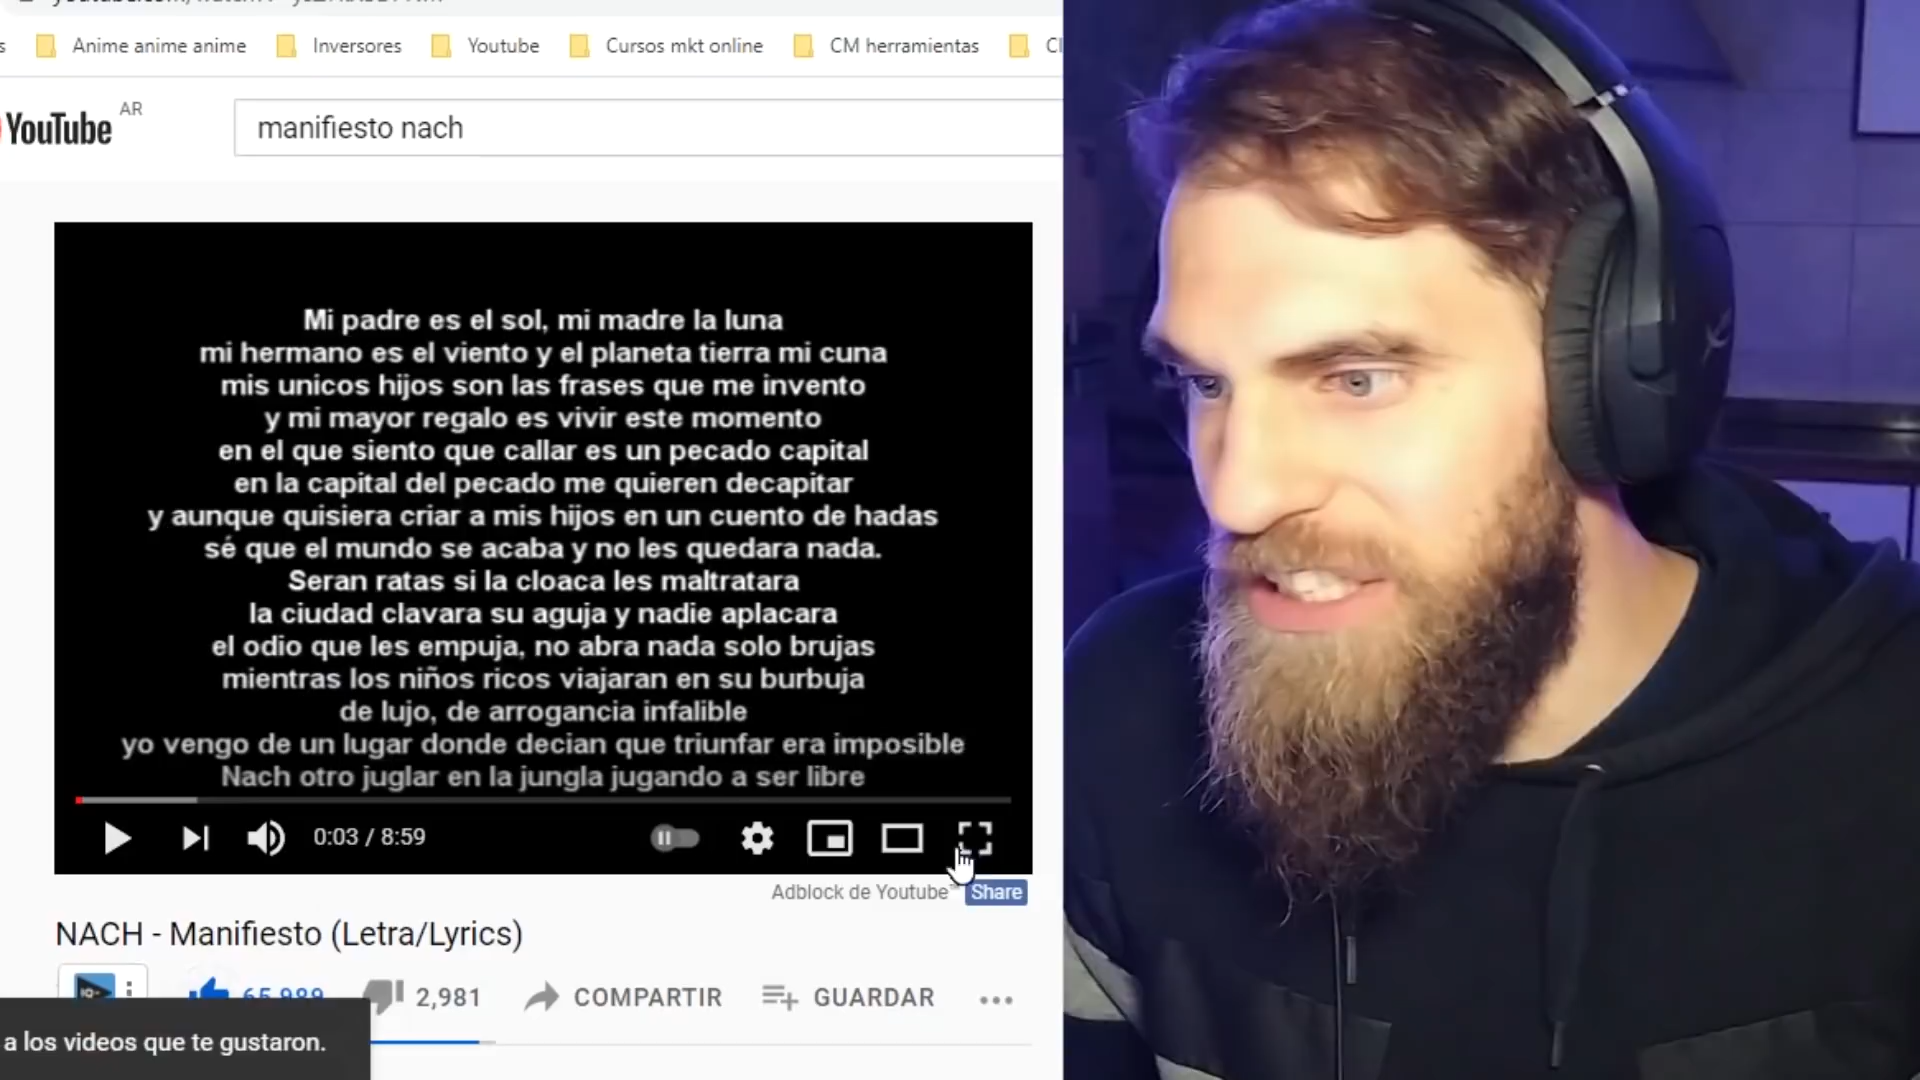 Anime anime anime
Inversores
Youtube
Cursos mkt online
CM herramientas
YouTube
AR
manifiesto nach
Mi padre es el sol, mi madre la luna
mi hermano es el viento y el planeta tierra mi cuna
mis unicos hijos son las frases que me invento
y mi mayor regalo es vivir este momento
en el que siento que callar es un pecado capital
en la capital del pecado me quieren decapitar
y aunque quisiera criar a mis hijos en un cuento de hadas
sé que el mundo se acaba y no les quedara nada.
Seran ratas si la cloaca les maltratara
la ciudad clavara su aguja y nadie aplacara
el odio que les empuja, no abra nada solo brujas
mientras los niños ricos viajaran en su burbuja
de lujo, de arrogancia infalible
yo vengo de un lugar donde decian que triunfar era imposible
Nach otro juglar en la jungla jugando a ser libre
0:03 / 8:59
Adblock de Youtube
Share
NACH - Manifiesto (Letra/Lyrics)
65,989
2,981
COMPARTIR
GUARDAR
a los videos que te gustaron.